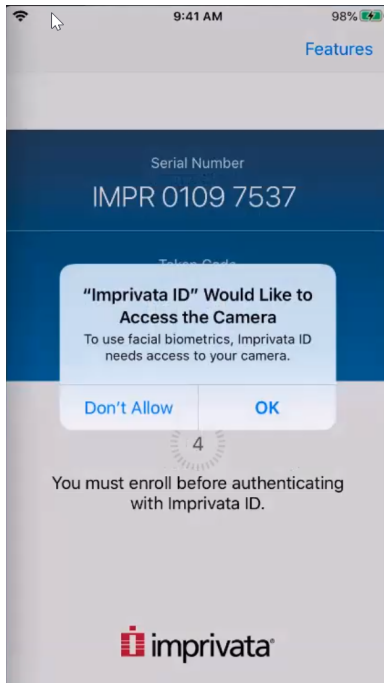 9:41 AM
98%
Features
Serial Number
IMPR 0109 7537
Token Code
“Imprivata ID” Would Like to
Access the Camera
To use facial biometrics, Imprivata ID
needs access to your camera.
Don’t Allow
OK
4
You must enroll before authenticating
with Imprivata ID.
imprivata®